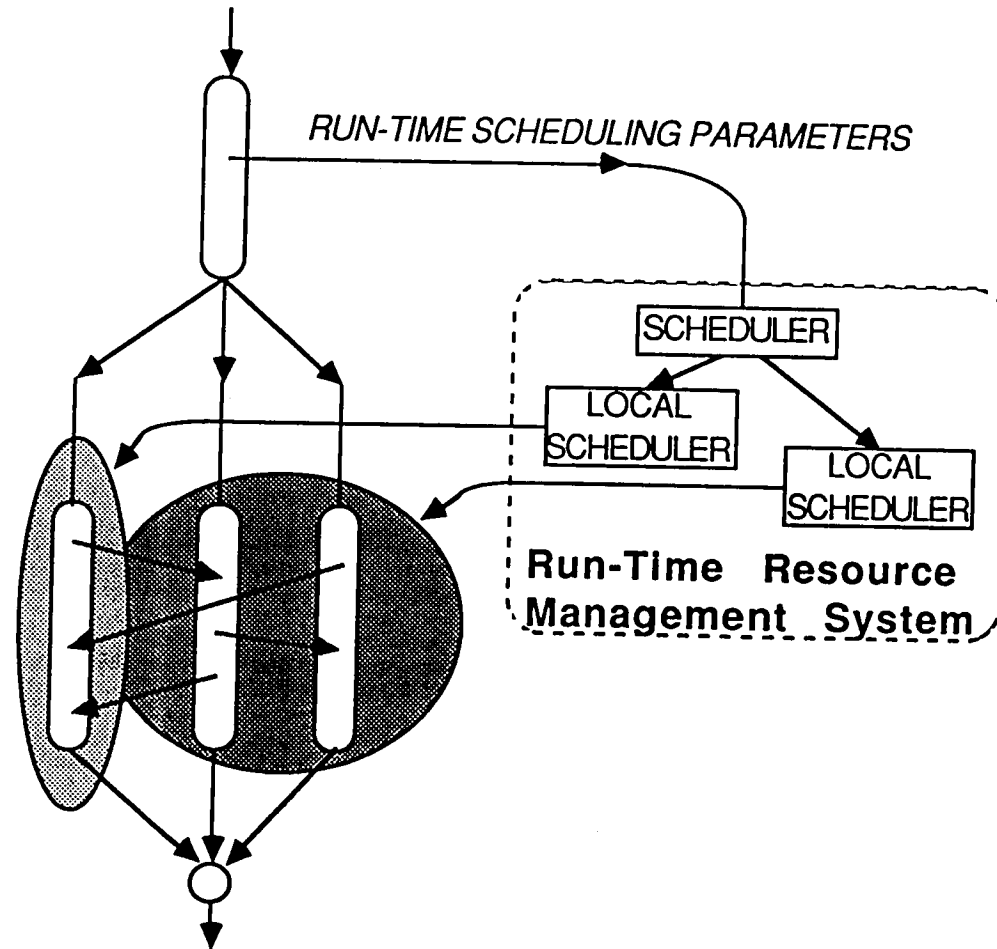 RUN-TIME SCHEDULING PARAMETERS
SCHEDULER
LOCAL
SCHEDULER
LOCAL
SCHEDULER
Run-Time Resource
Management System